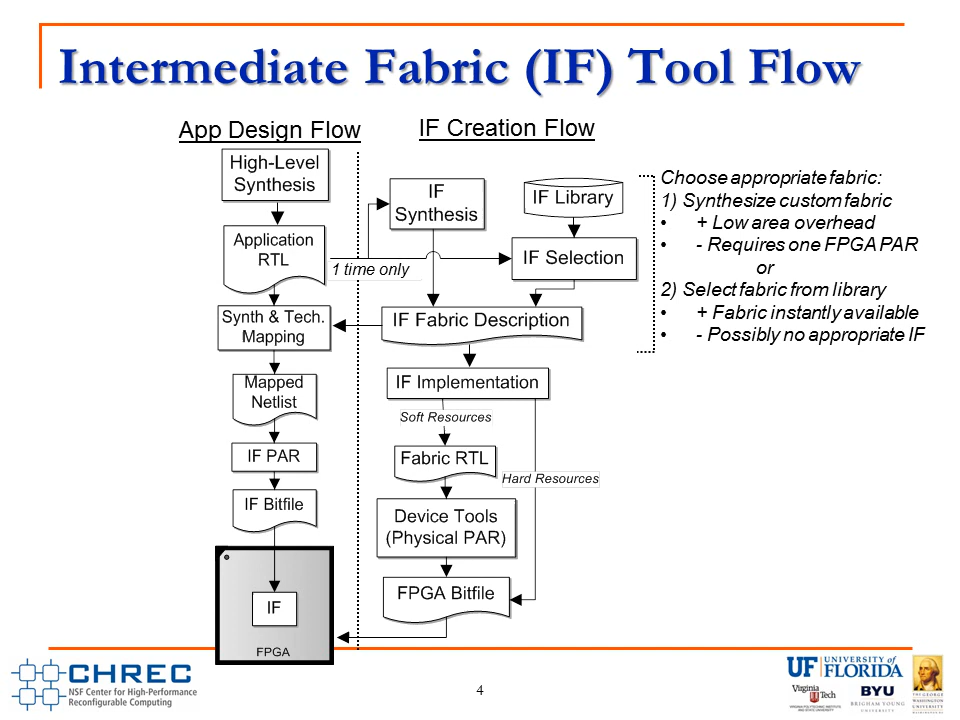 Intermediate Fabric (IF) Tool Flow
App Design Flow
IF Creation Flow
High-Level
Synthesis
Application
RTL
1 time only
Synth & Tech.
Mapping
Mapped
Netlist
IF PAR
IF Bitfile
IF
FPGA
IF
Synthesis
IF Library
IF Selection
IF Fabric Description
IF Implementation
Soft Resources
Fabric RTL
Hard Resources
Device Tools
(Physical PAR)
FPGA Bitfile
Choose appropriate fabric:
1) Synthesize custom fabric
• + Low area overhead
• - Requires one FPGA PAR
or
2) Select fabric from library
• + Fabric instantly available
• - Possibly no appropriate IF
CHREC
NSF Center for High-Performance
Reconfigurable Computing
4
UF UNIVERSITY of
FLORIDA
Virginia Tech
BYU
BRIGHAM YOUNG
UNIVERSITY